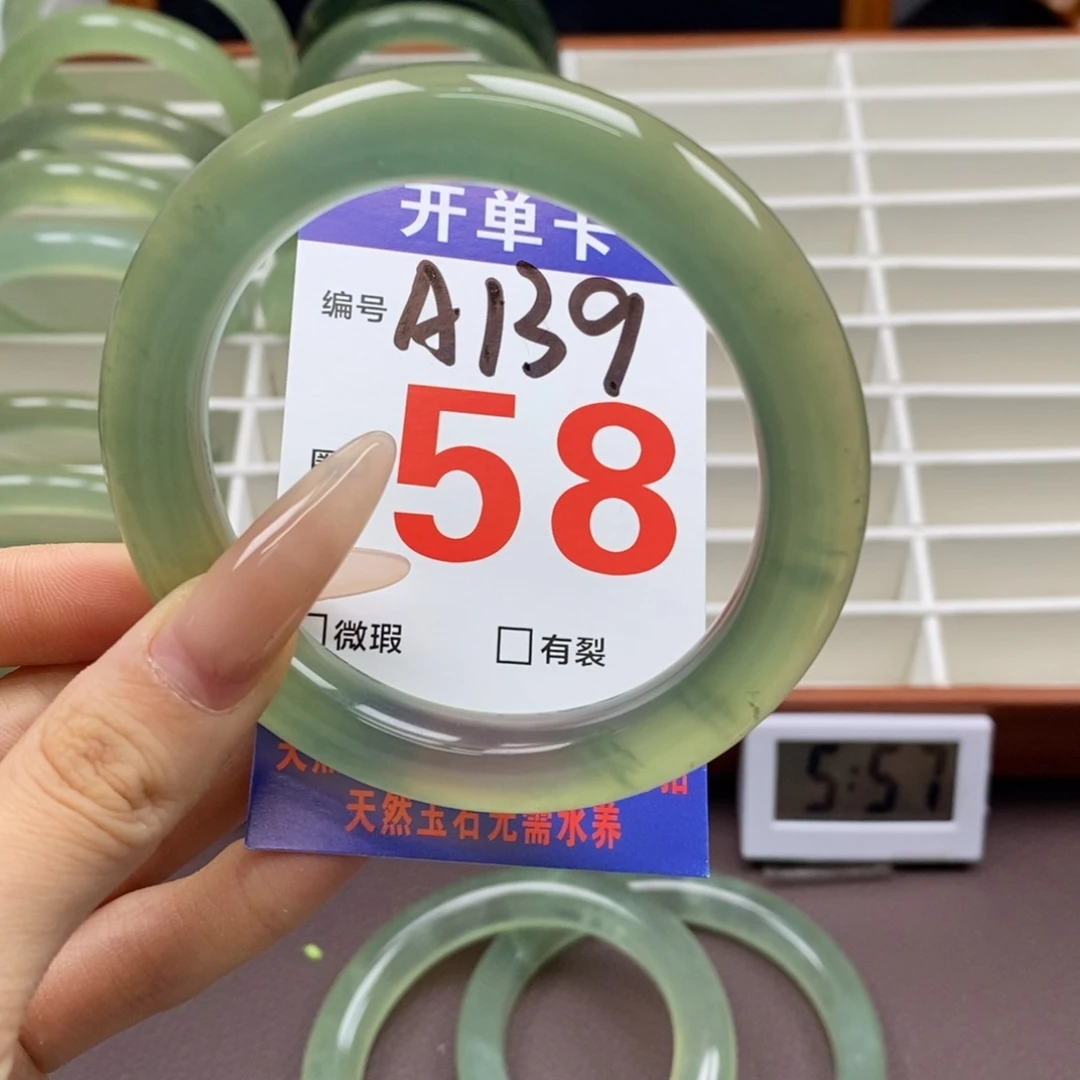 开单卡
编号 A139
58
微瑕 有裂
天然玉石无需水养
5:57